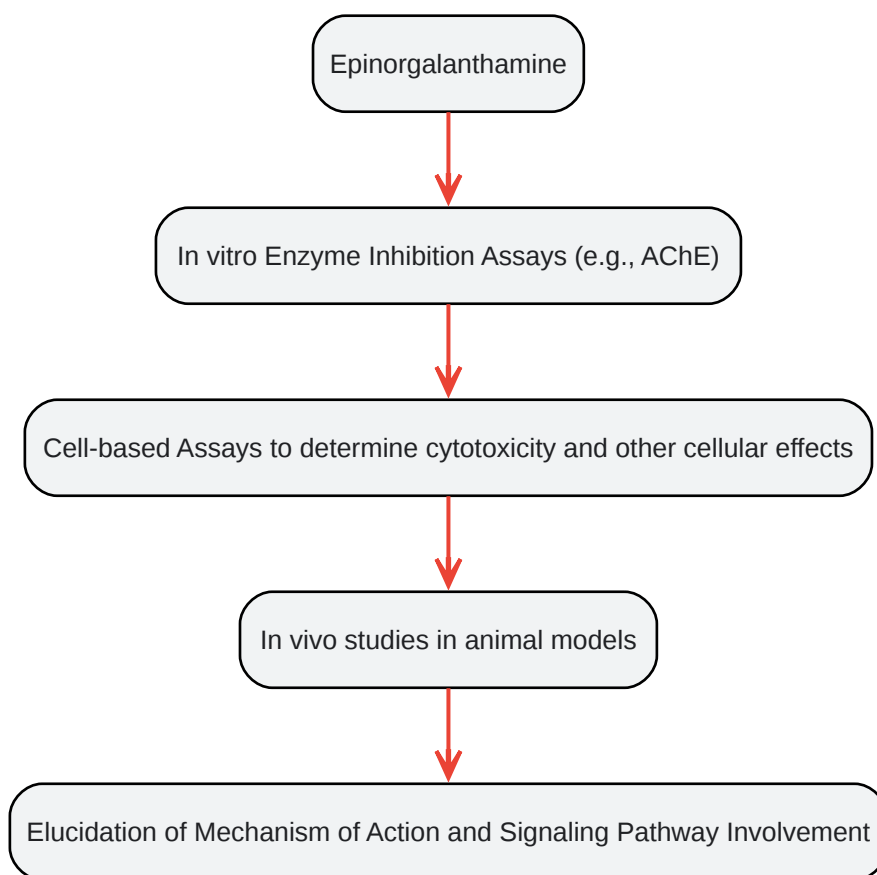 Epinorgalanthamine
In vitro Enzyme Inhibition Assays (e.g., AChE)
Cell-based Assays to determine cytotoxicity and other cellular effects
In vivo studies in animal models
Elucidation of Mechanism of Action and Signaling Pathway Involvement